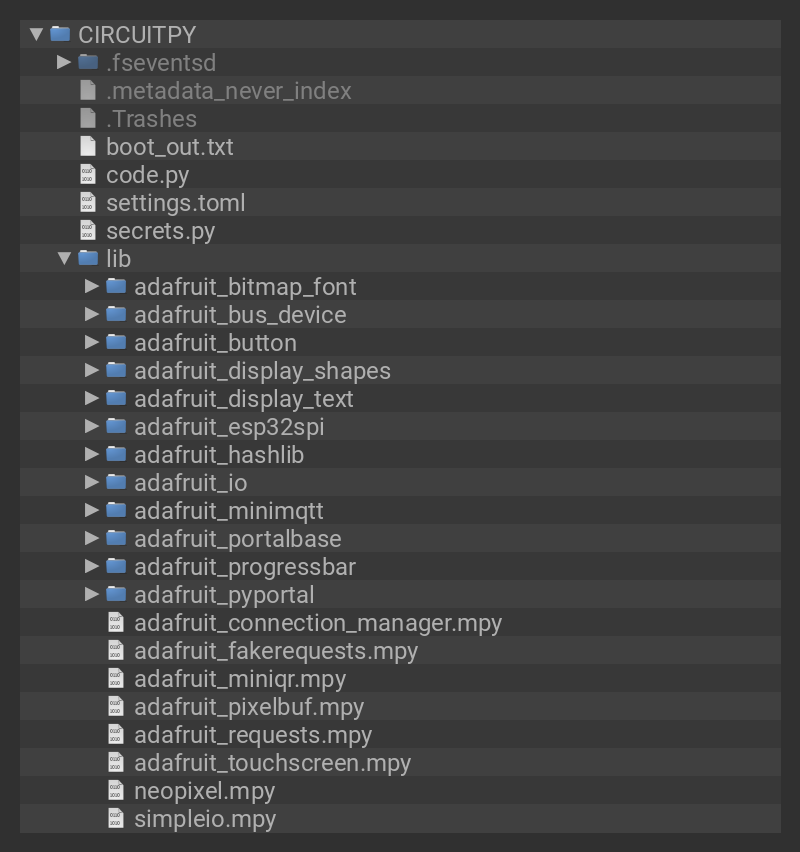 CIRCUITPY
.fseventsd
.metadata_never_index
.Trashes
boot_out.txt
code.py
settings.toml
secrets.py
lib
adafruit_bitmap_font
adafruit_bus_device
adafruit_button
adafruit_display_shapes
adafruit_display_text
adafruit_esp32spi
adafruit_hashlib
adafruit_io
adafruit_minimqtt
adafruit_portalbase
adafruit_progressbar
adafruit_pyportal
adafruit_connection_manager.mpy
adafruit_fakerequests.mpy
adafruit_miniqr.mpy
adafruit_pixelbuf.mpy
adafruit_requests.mpy
adafruit_touchscreen.mpy
neopixel.mpy
simpleio.mpy